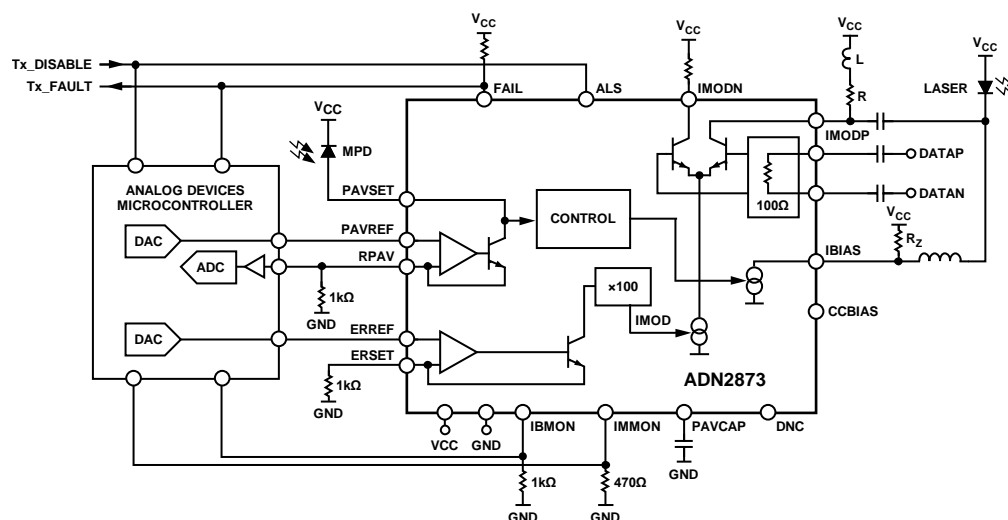 VCC
VCC
VCC
VCC
Tx_DISABLE
Tx_FAULT
L
R
LASER
FAIL
ALS
IMODN
IMODP
VCC
MPD
DATAP
DATAN
100Ω
ANALOG DEVICES
MICROCONTROLLER
PAVSET
CONTROL
DAC
PAVREF
ADC
RPAV
VCC
RZ
IBIAS
1kΩ
GND
×100
IMOD
CCBIAS
DAC
ERREF
ERSET
1kΩ
GND
ADN2873
VCC
GND
IBMON
IMMON
PAVCAP
DNC
GND
1kΩ
470Ω
GND
GND